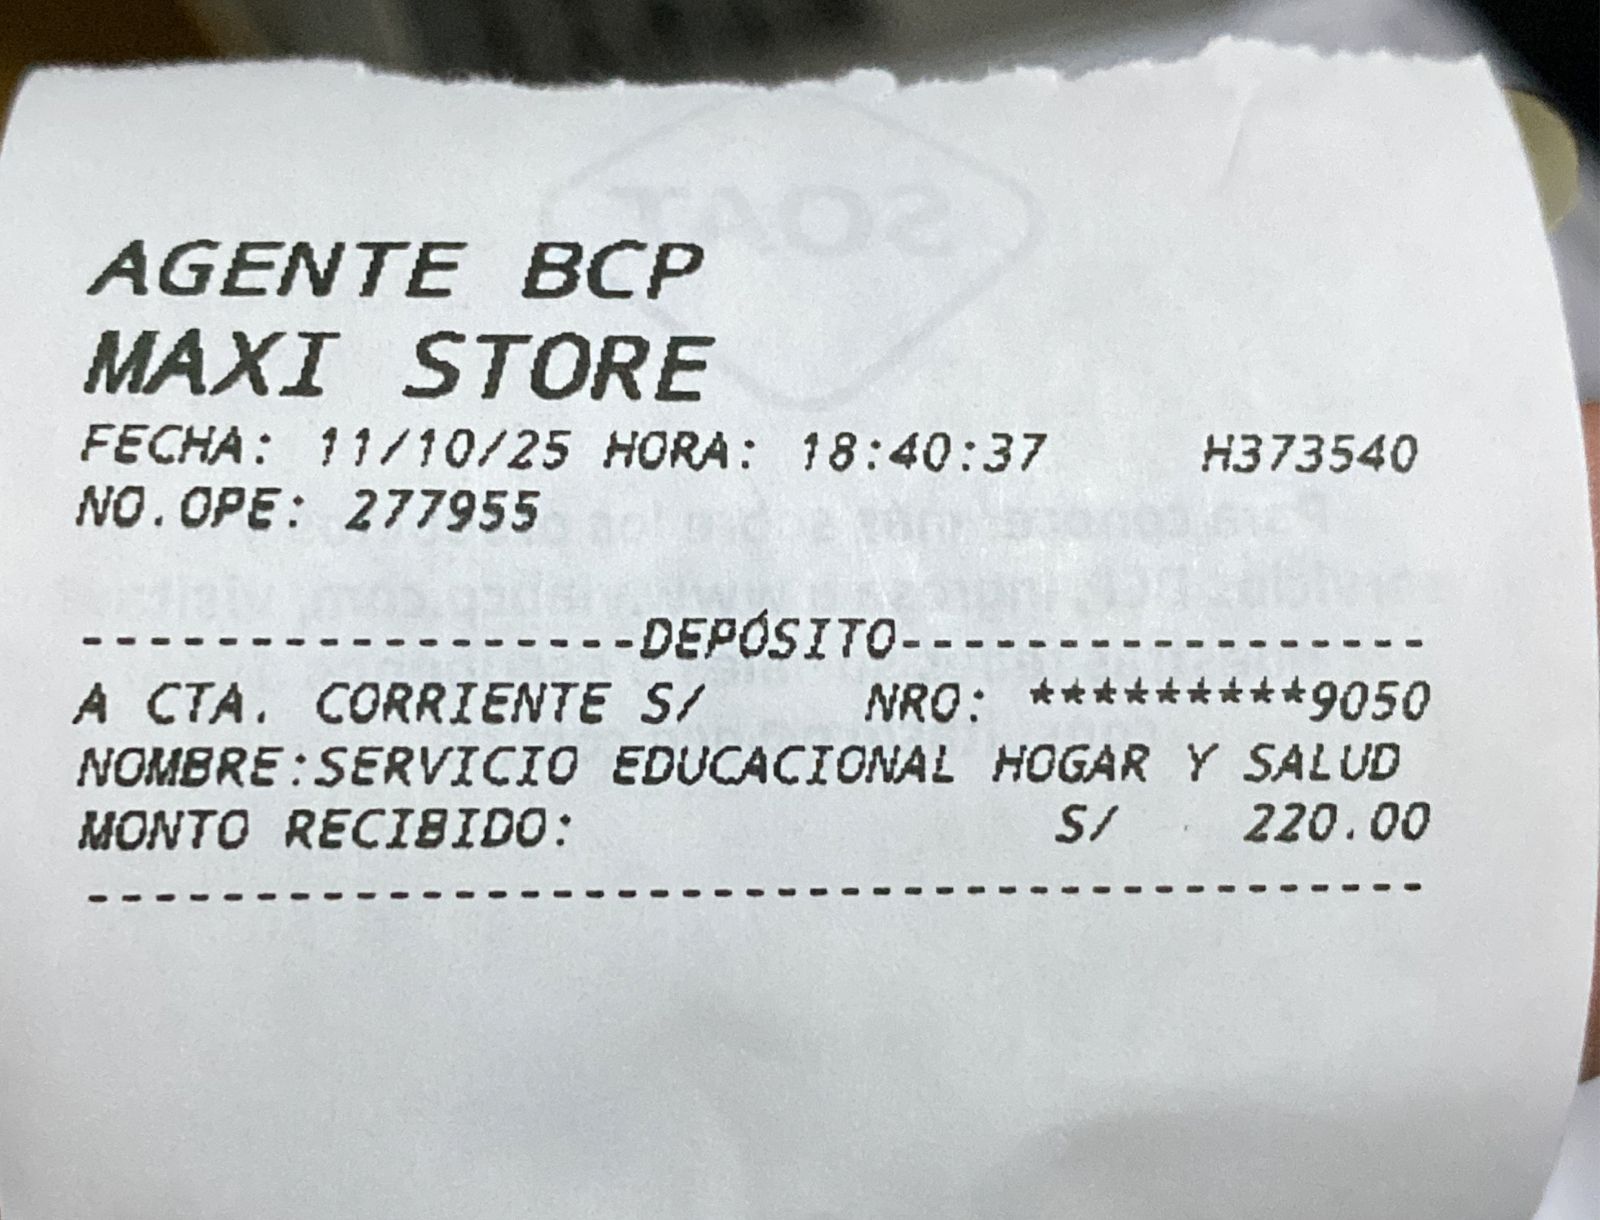 AGENTE BCP
MAXI STORE
FECHA: 11/10/25 HORA: 18:40:37 H373540
NO.OPE: 277955
-----------------DEPÓSITO----------------
A CTA. CORRIENTE S/ NRO: *********9050
NOMBRE:SERVICIO EDUCACIONAL HOGAR Y SALUD
MONTO RECIBIDO: S/ 220.00
----------------------------------------
SOAT